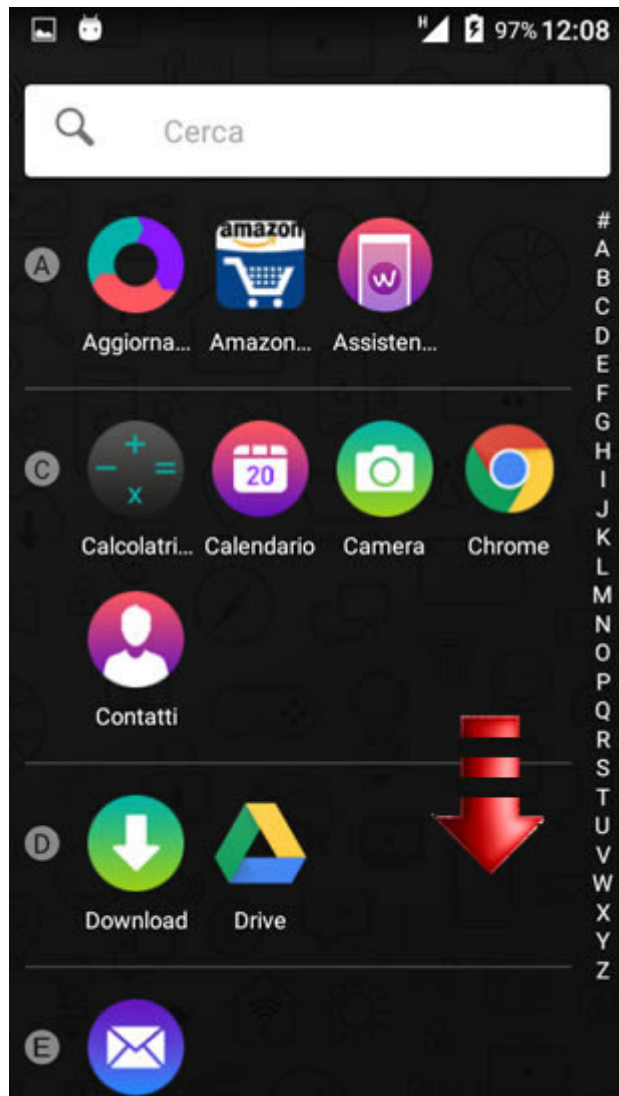 H 97% 12:08
Cerca
#
A
B
C
D
E
F
G
H
I
J
K
L
M
N
O
P
Q
R
S
T
U
V
W
X
Y
Z
A
amazon
w
Aggiorna... Amazon... Assisten...
C
+
- =
x
20
Calcolatri... Calendario Camera Chrome
Contatti
D
Download Drive
E